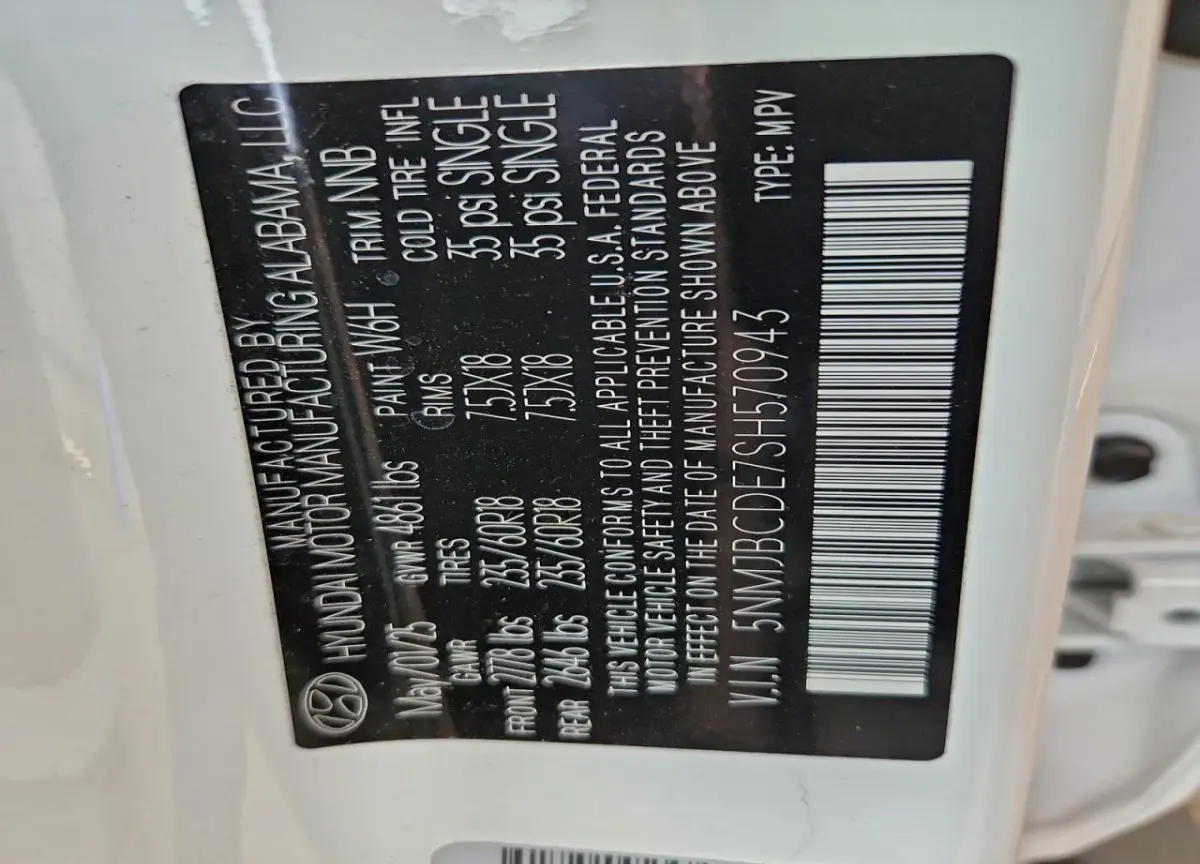 MANUFACTURED BY
HYUNDAI MOTOR MANUFACTURING ALABAMA, LLC
May/01/25 GVWR 4861 lbs PAINT W6H TRIM NNB
GAWR TIRES RIMS COLD TIRE INFL
FRONT 2778 lbs 235/60R18 7.5JX18 35 psi SINGLE
REAR 2646 lbs 235/60R18 7.5JX18 35 psi SINGLE
THIS VEHICLE CONFORMS TO ALL APPLICABLE U.S.A. FEDERAL
MOTOR VEHICLE SAFETY AND THEFT PREVENTION STANDARDS
IN EFFECT ON THE DATE OF MANUFACTURE SHOWN ABOVE
V.I.N 5NMJBCDE7SH570943 TYPE: MPV